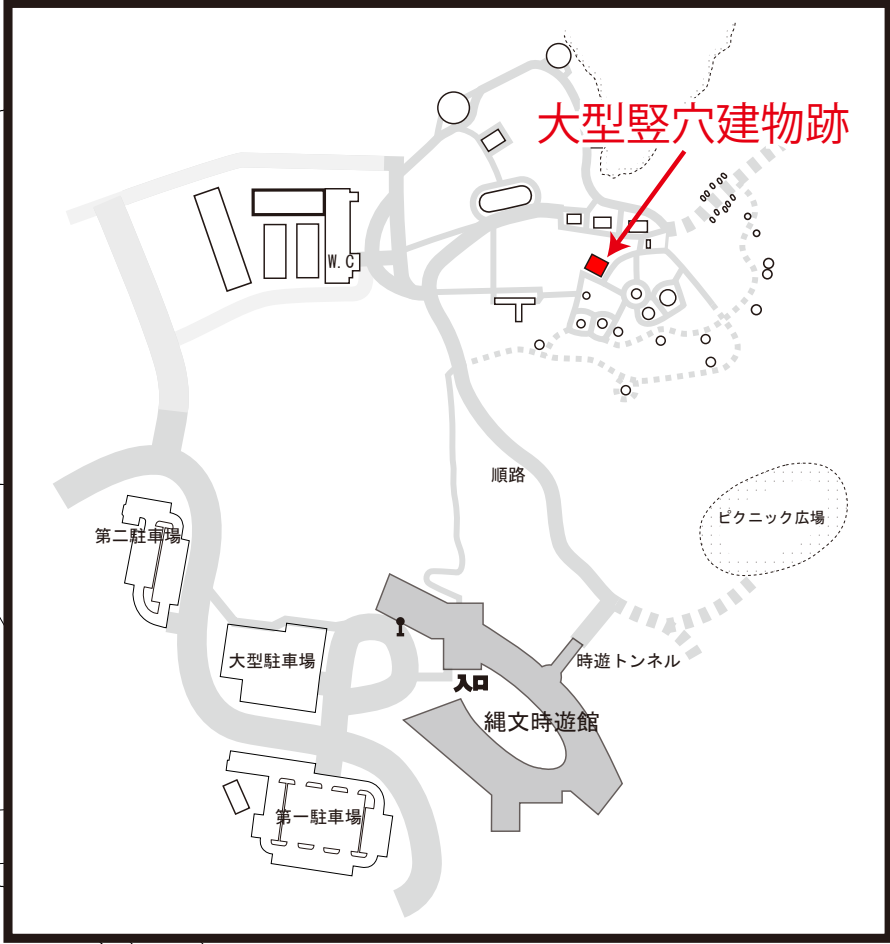 大型竪穴建物跡
W.C
順路
ピクニック広場
第二駐車場
大型駐車場
時遊トンネル
入口
縄文時遊館
第一駐車場